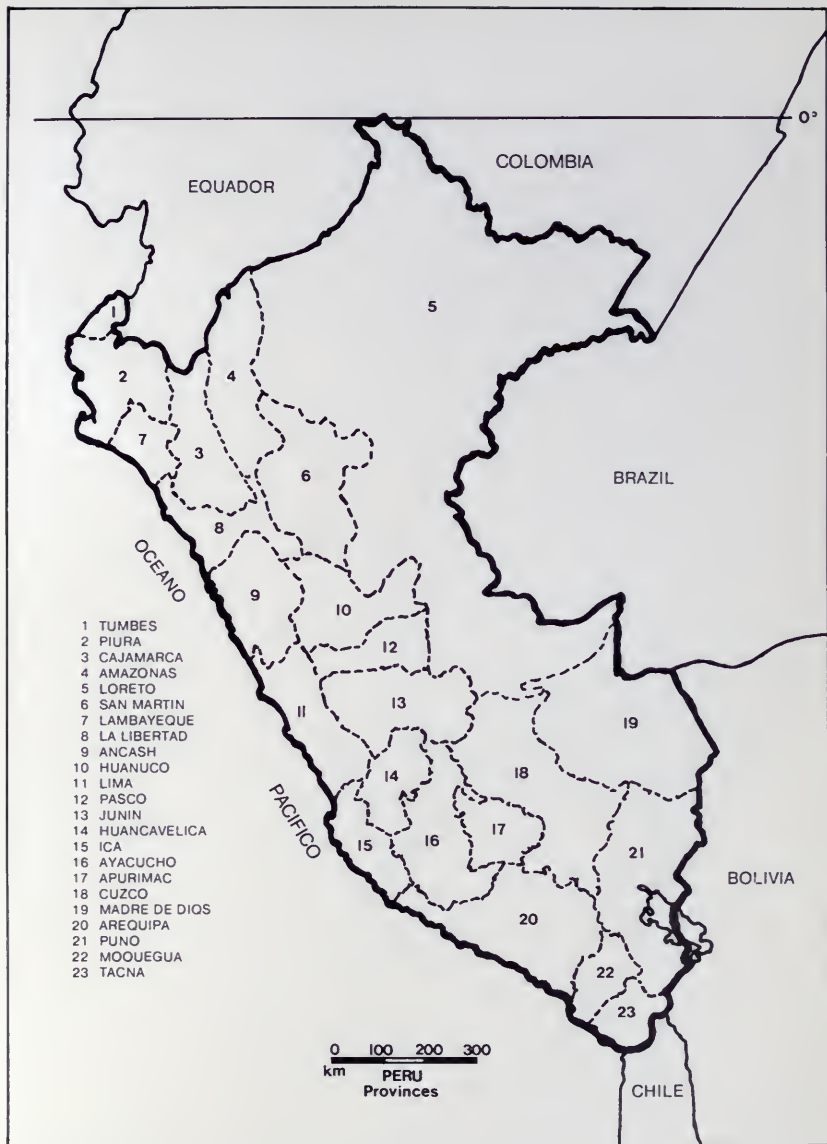 0°
COLOMBIA
EQUADOR
1
5
2
4
7
3
6
BRAZIL
8
OCEANO
9
10
12
1 TUMBES
2 PIURA
3 CAJAMARCA
4 AMAZONAS
5 LORETO
6 SAN MARTIN
7 LAMBAYEQUE
8 LA LIBERTAD
9 ANCASH
10 HUANUCO
11 LIMA
12 PASCO
13 JUNIN
14 HUANCAVELICA
15 ICA
16 AYACUCHO
17 APURIMAC
18 CUZCO
19 MADRE DE DIOS
20 AREQUIPA
21 PUNO
22 MOQUEGUA
23 TACNA
11
13
19
18
14
PACIFICO
15
16
17
21
BOLIVIA
20
22
23
0 100 200 300
km PERU
Provinces
CHILE